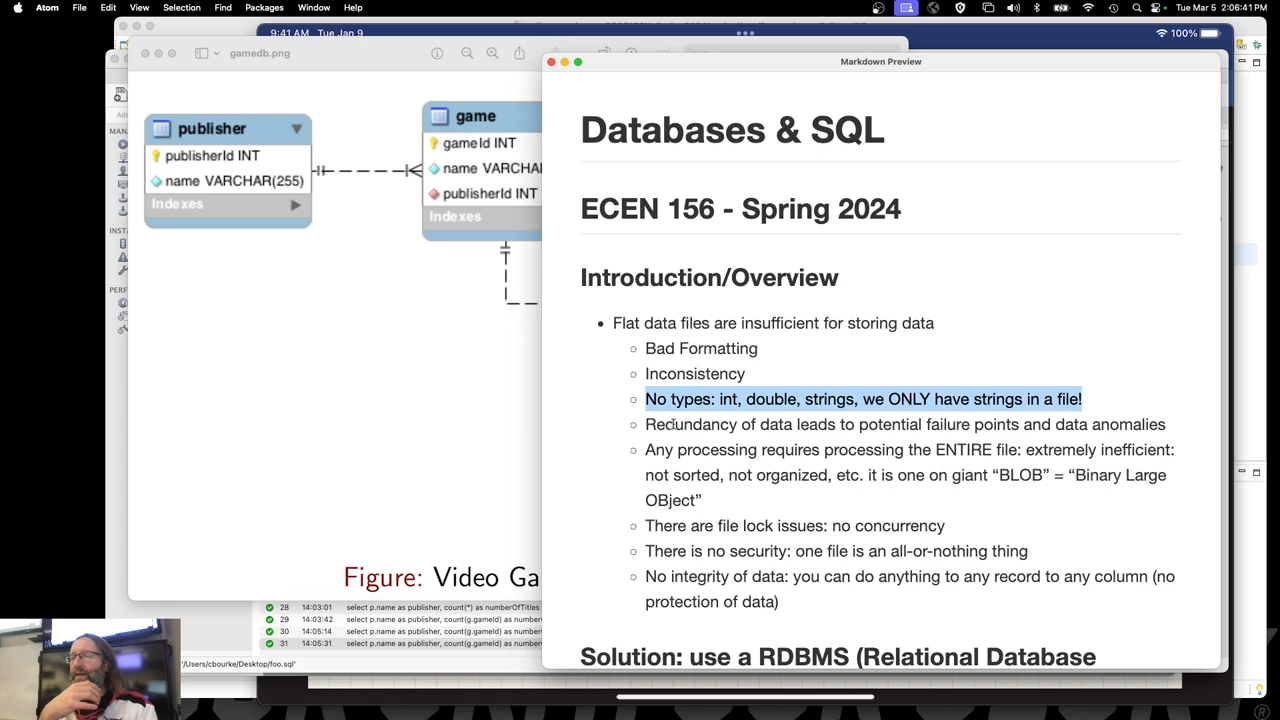 Atom File Edit View Selection Find Packages Window Help
Tue Mar 5 2:06:41 PM
9:41 AM Tue Jan 9
100%
gamedb.png
Markdown Preview
publisher
publisherId INT
name VARCHAR(255)
Indexes
game
gameId INT
name VARCHA
publisherId INT
Indexes
Figure: Video Ga
MANA
INSTA
PERF
28 14:03:01 select p.name as publisher, count(*) as numberOfTitles
29 14:03:42 select p.name as publisher, count(g.gameId) as number
30 14:05:14 select p.name as publisher, count(g.gameId) as number
31 14:05:31 select p.name as publisher, count(g.gameId) as number
'/Users/cbourke/Desktop/foo.sql'
Databases & SQL
ECEN 156 - Spring 2024
Introduction/Overview
• Flat data files are insufficient for storing data
○ Bad Formatting
○ Inconsistency
○ No types: int, double, strings, we ONLY have strings in a file!
○ Redundancy of data leads to potential failure points and data anomalies
○ Any processing requires processing the ENTIRE file: extremely inefficient:
not sorted, not organized, etc. it is one on giant “BLOB” = “Binary Large
OBject”
○ There are file lock issues: no concurrency
○ There is no security: one file is an all-or-nothing thing
○ No integrity of data: you can do anything to any record to any column (no
protection of data)
Solution: use a RDBMS (Relational Database